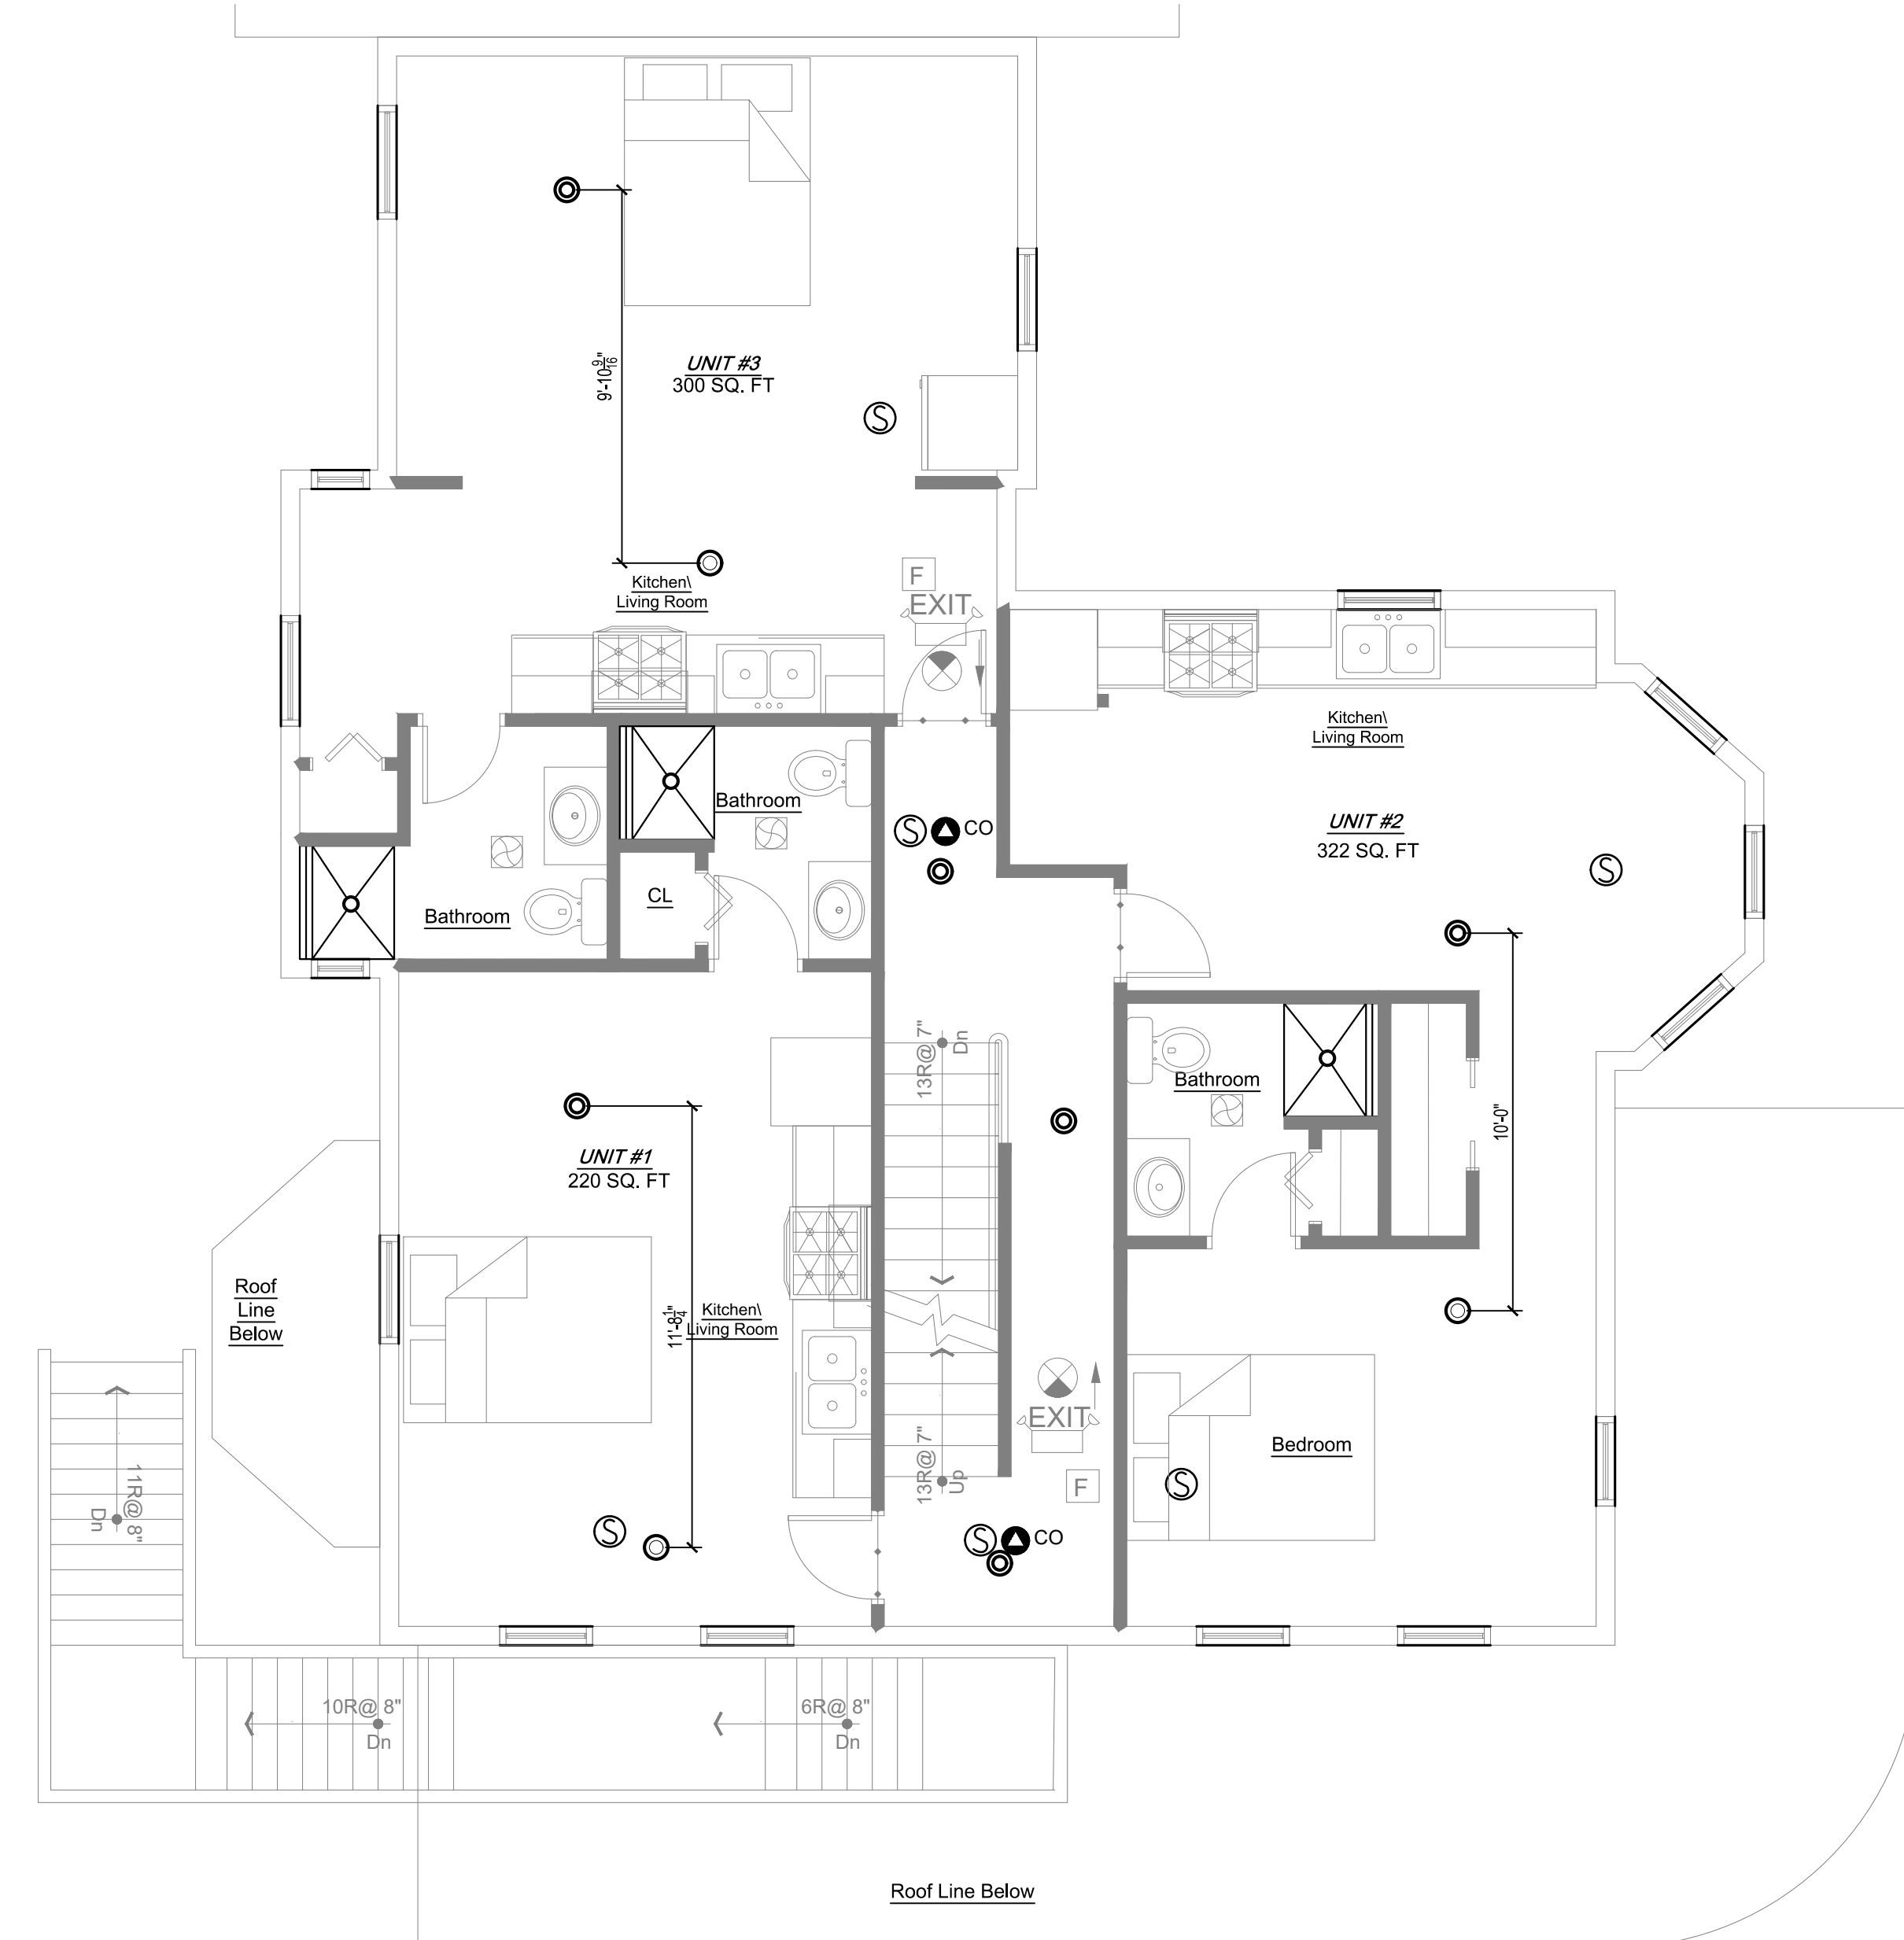 UNIT #3
300 SQ. FT
9'-10 9/16"
S
Kitchen\
Living Room
F
EXIT
Kitchen\
Living Room
UNIT #2
322 SQ. FT
S
Bathroom
S CO
CL
Bathroom
13R@ 7"
Dn
Bathroom
10'-0"
UNIT #1
220 SQ. FT
Roof
Line
Below
11'-8 1/4"
Kitchen\
Living Room
EXIT
F
Bedroom
S
13R@ 7"
Up
11R@ 8"
Dn
S
S CO
10R@ 8"
Dn
6R@ 8"
Dn
Roof Line Below